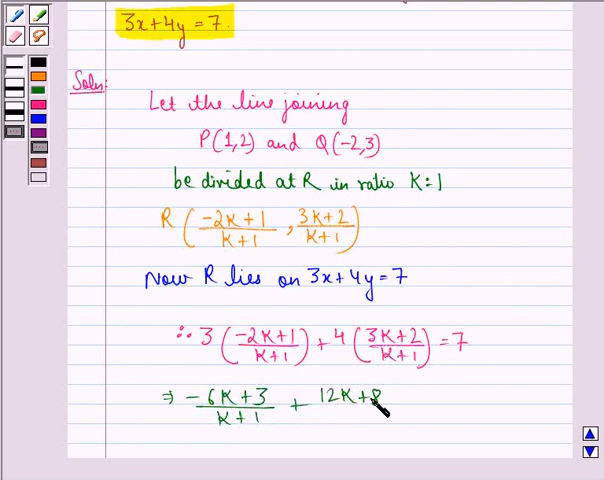 3x+4y=7
Soln:
Let the line joining
P(1,2) and Q(-2,3)
be divided at R in ratio K:1
R ( (-2K+1)/(K+1) , (3K+2)/(K+1) )
Now R lies on 3x+4y=7
∴ 3 ( (-2K+1)/(K+1) ) + 4 ( (3K+2)/(K+1) ) = 7
⇒ (-6K+3)/(K+1) + 12K+8